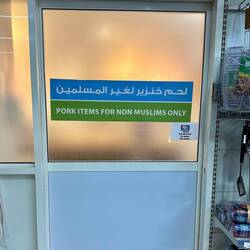 لحم خنزير لغير المسلمين
PORK ITEMS FOR NON MUSLIMS ONLY